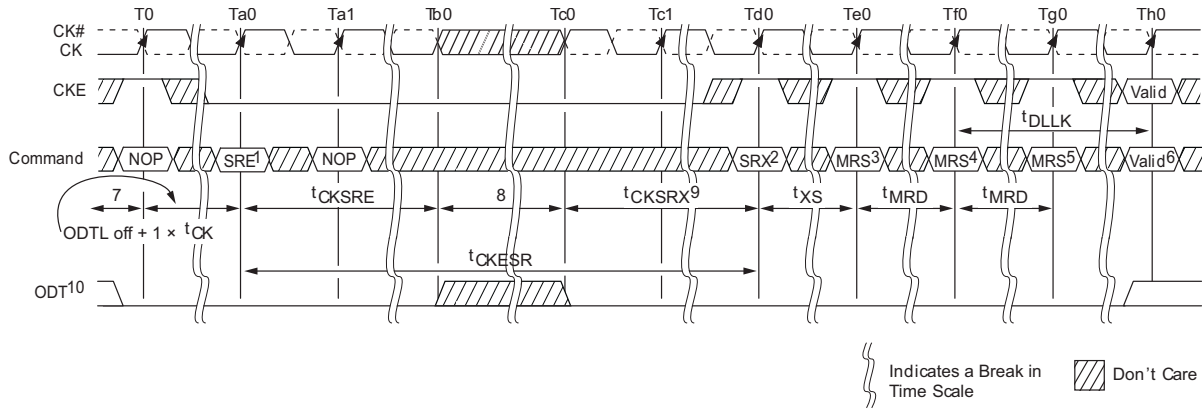 T0 Ta0 Ta1 Tb0 Tc0 Tc1 Td0 Te0 Tf0 Tg0 Th0
CK#
CK
CKE Valid
tDLLK
Command NOP SRE1 NOP SRX2 MRS3 MRS4 MRS5 Valid6
7 tCKSRE 8 tCKSRX9 tXS tMRD tMRD
ODTL off + 1 × tCK
tCKESR
ODT10
Indicates a Break in
Time Scale
Don't Care